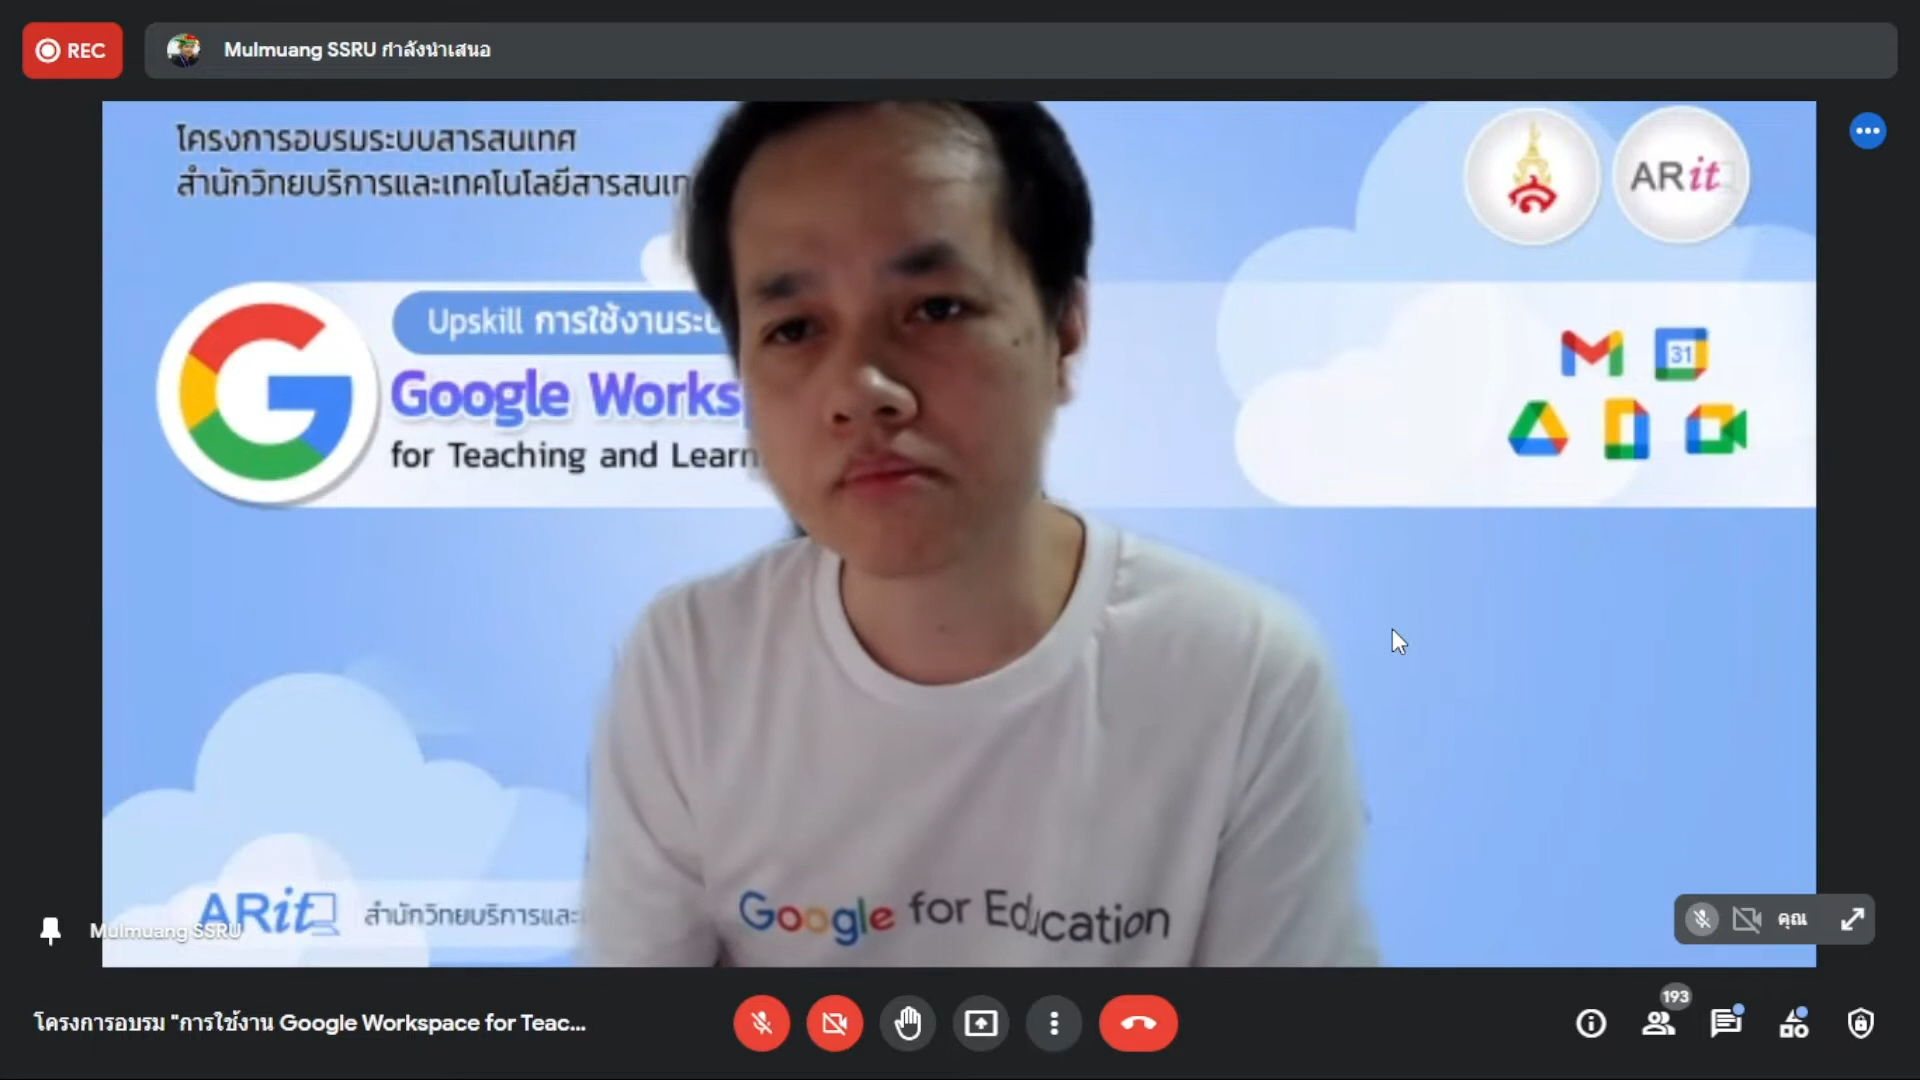 REC
Mulmuang SSRU กำลังนำเสนอ
โครงการอบรมระบบสารสนเทศ
สำนักวิทยบริการและเทคโนโลยีสารสนเท
ARit
Upskill การใช้งานระบ
31
Google Works
for Teaching and Learn
Google for Education
ARit สำนักวิทยบริการและ
Mulmuang SSRU
คุณ
193
โครงการอบรม "การใช้งาน Google Workspace for Teac...